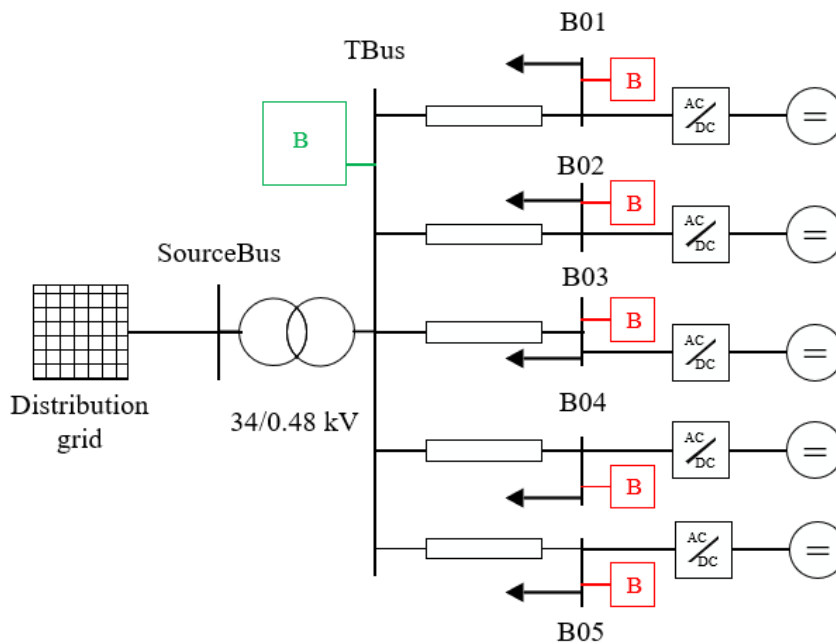 B01
TBus
B
AC
DC
=
B
B02
B
AC
DC
=
SourceBus
B03
B
AC
DC
=
Distribution
grid
34/0.48 kV
B04
AC
DC
=
B
AC
DC
=
B
B05